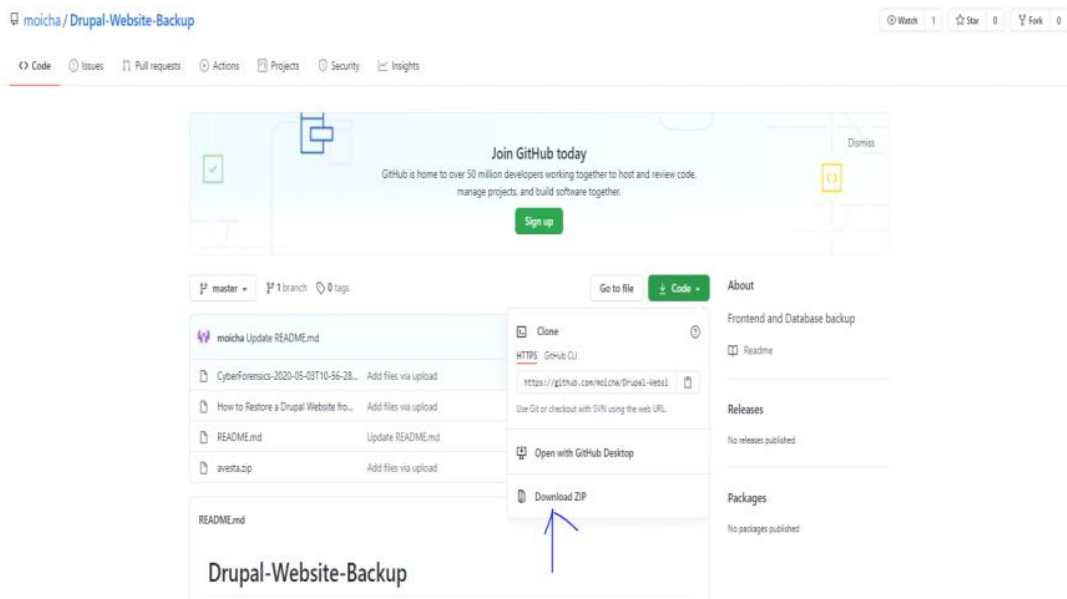 moicha / Drupal-Website-Backup
Watch 1 Star 0 Fork 0
Code Issues Pull requests Actions Projects Security Insights
Dismiss
Join GitHub today
GitHub is home to over 50 million developers working together to host and review code,
manage projects, and build software together.
Sign up
master 1 branch 0 tags Go to file Code
moicha Update README.md
CyberForensics-2020-05-03T10-56-28... Add files via upload
How to Restore a Drupal Website fro... Add files via upload
README.md Update README.md
avesta.zip Add files via upload
Clone
HTTPS GitHub CLI
https://github.com/moicha/Drupal-Websi
Use Git or checkout with SVN using the web URL.
Open with GitHub Desktop
Download ZIP
About
Frontend and Database backup
Readme
Releases
No releases published
Packages
No packages published
README.md
Drupal-Website-Backup